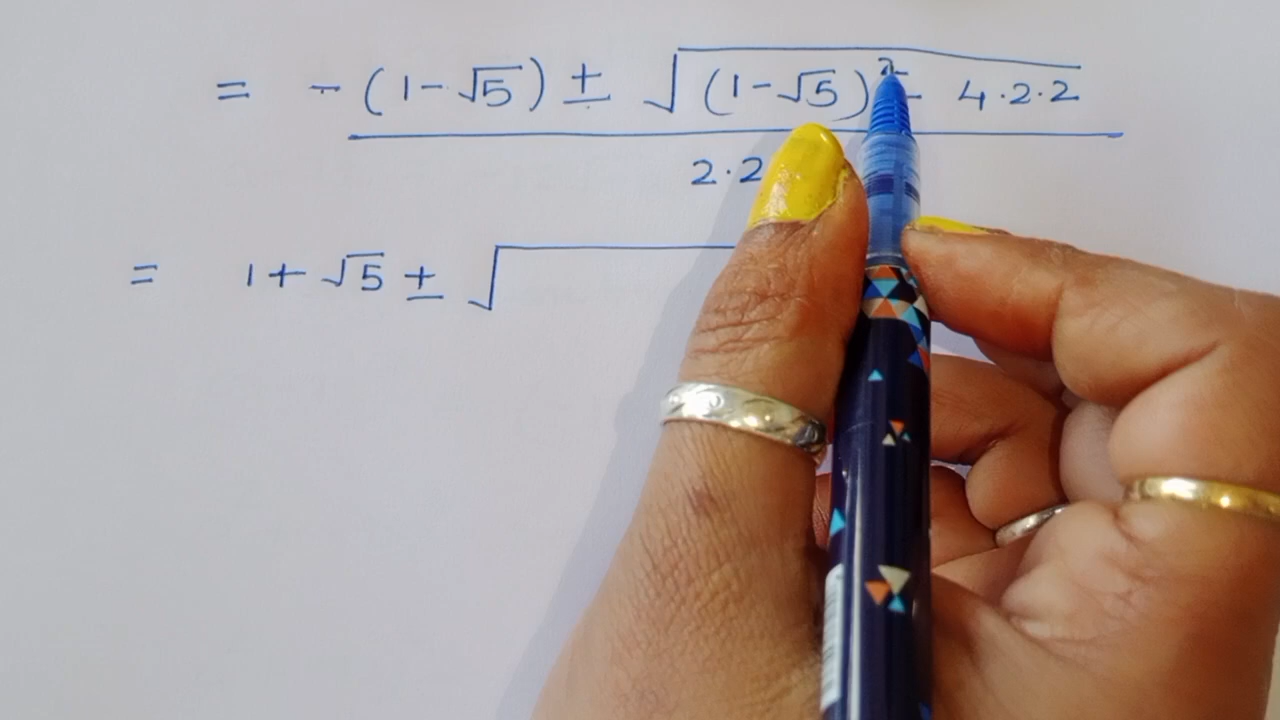 = - (1-√5) ± √(1-√5)² - 4·2·2
2·2
= 1+√5 ± √